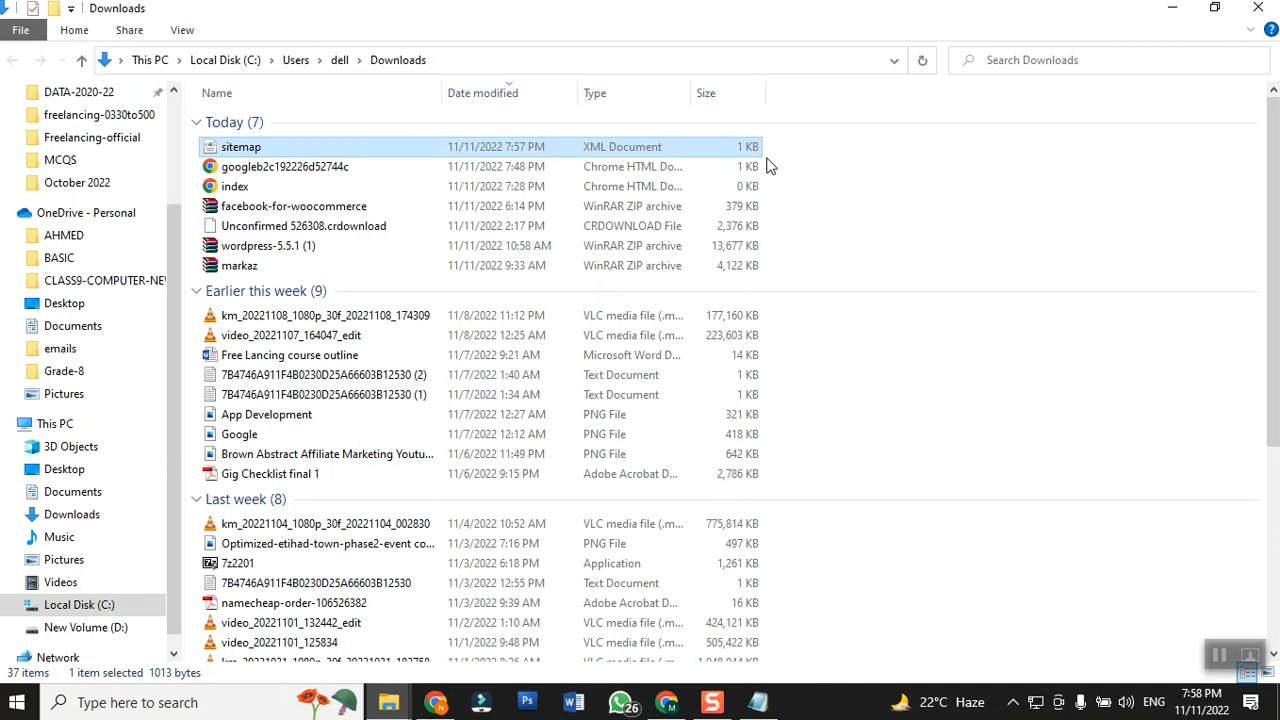 Downloads
File Home Share View
This PC Local Disk (C:) Users dell Downloads Search Downloads
DATA-2020-22
freelancing-0330to500
Freelancing-official
MCQS
October 2022
OneDrive - Personal
AHMED
BASIC
CLASS9-COMPUTER-NEW
Desktop
Documents
emails
Grade-8
Pictures
This PC
3D Objects
Desktop
Documents
Downloads
Music
Pictures
Videos
Local Disk (C:)
New Volume (D:)
Network
Name Date modified Type Size
Today (7)
sitemap 11/11/2022 7:57 PM XML Document 1 KB
googleb2c192226d52744c 11/11/2022 7:48 PM Chrome HTML Do... 1 KB
index 11/11/2022 7:28 PM Chrome HTML Do... 0 KB
facebook-for-woocommerce 11/11/2022 6:14 PM WinRAR ZIP archive 379 KB
Unconfirmed 526308.crdownload 11/11/2022 2:17 PM CRDOWNLOAD File 2,376 KB
wordpress-5.5.1 (1) 11/11/2022 10:58 AM WinRAR ZIP archive 13,677 KB
markaz 11/11/2022 9:33 AM WinRAR ZIP archive 4,122 KB
Earlier this week (9)
km_20221108_1080p_30f_20221108_174309 11/8/2022 11:12 PM VLC media file (.m... 177,160 KB
video_20221107_164047_edit 11/8/2022 12:25 AM VLC media file (.m... 223,603 KB
Free Lancing course outline 11/7/2022 9:21 AM Microsoft Word D... 14 KB
7B4746A911F4B0230D25A66603B12530 (2) 11/7/2022 1:40 AM Text Document 1 KB
7B4746A911F4B0230D25A66603B12530 (1) 11/7/2022 1:34 AM Text Document 1 KB
App Development 11/7/2022 12:27 AM PNG File 321 KB
Google 11/7/2022 12:12 AM PNG File 418 KB
Brown Abstract Affiliate Marketing Youtu... 11/6/2022 11:49 PM PNG File 642 KB
Gig Checklist final 1 11/6/2022 9:15 PM Adobe Acrobat D... 2,786 KB
Last week (8)
km_20221104_1080p_30f_20221104_002830 11/4/2022 10:52 AM VLC media file (.m... 775,814 KB
Optimized-etihad-town-phase2-event co... 11/3/2022 7:16 PM PNG File 497 KB
7z2201 11/3/2022 6:18 PM Application 1,261 KB
7B4746A911F4B0230D25A66603B12530 11/3/2022 12:55 PM Text Document 1 KB
namecheap-order-106526382 11/3/2022 9:39 AM Adobe Acrobat D... 16 KB
video_20221101_132442_edit 11/2/2022 1:10 AM VLC media file (.m... 424,121 KB
video_20221101_125834 11/1/2022 9:48 PM VLC media file (.m... 505,422 KB
37 items 1 item selected 1013 bytes
Type here to search 26 22°C Haze ENG 7:58 PM
11/11/2022